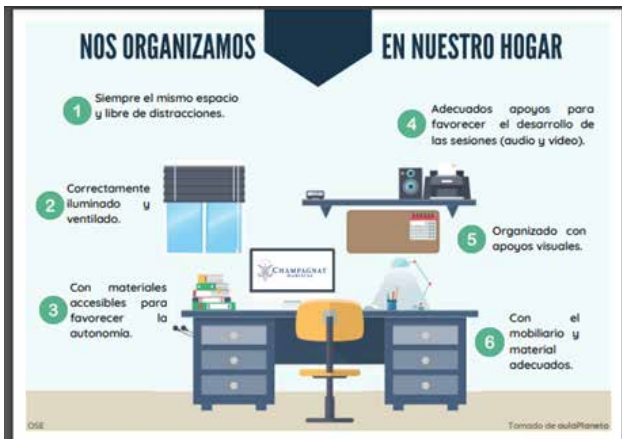 NOS ORGANIZAMOS EN NUESTRO HOGAR
1
Siempre el mismo espacio
y libre de distracciones.
2
Correctamente
iluminado y
ventilado.
3
Con materiales
accesibles para
favorecer la
autonomía.
4
Adecuados apoyos para
favorecer el desarrollo de
las sesiones (audio y video).
5
Organizado con
apoyos visuales.
6
Con el
mobiliario y
material
adecuados.
CHAMPAGNAT
OSE
Tomado de aulaPlaneta